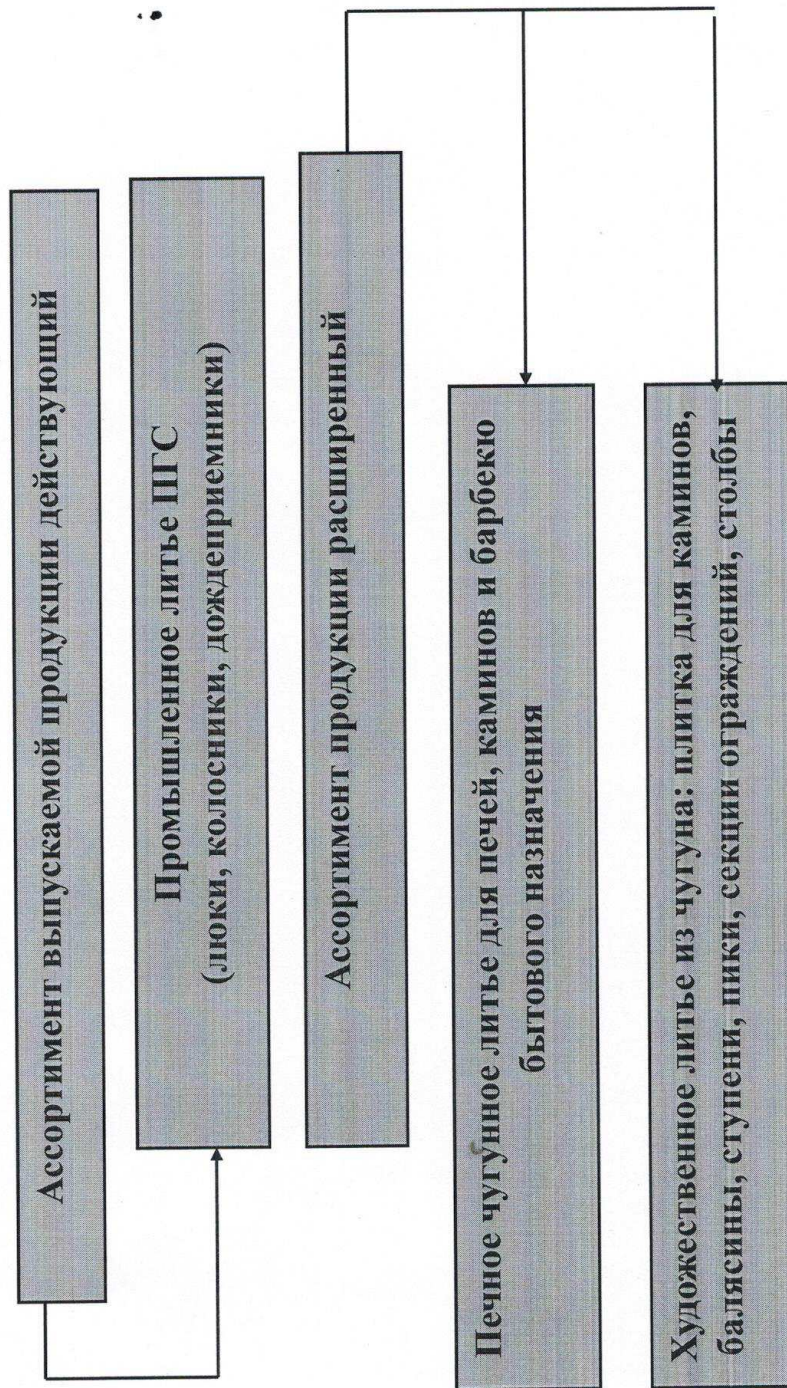 Ассортимент выпускаемой продукции действующий
Промышленное литье ПГС
(люки, колосники, дождеприемники)
Ассортимент продукции расширенный
Печное чугунное литье для печей, каминов и барбекю
бытового назначения
Художественное литье из чугуна: плитка для каминов,
балясины, ступени, пики, секции ограждений, столбы